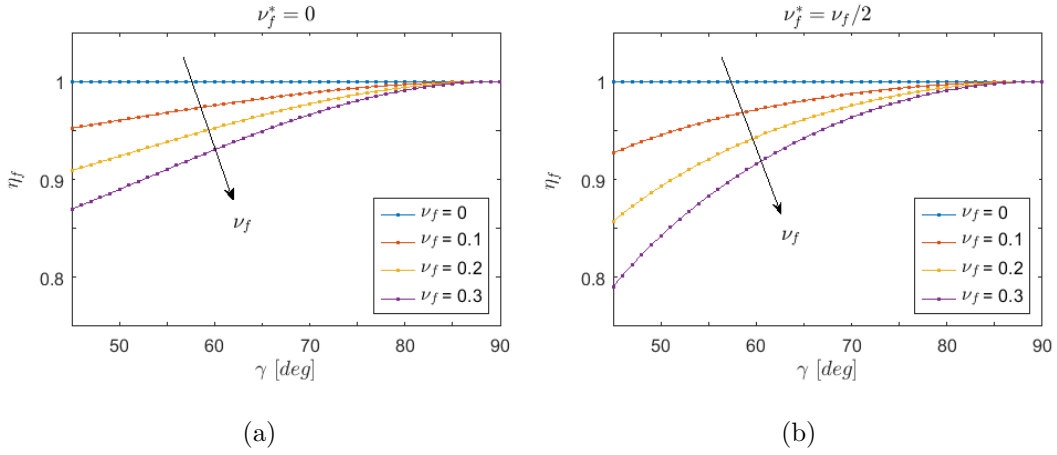 ν_f^* = 0
1
0.9
0.8
η_f
ν_f
ν_f = 0
ν_f = 0.1
ν_f = 0.2
ν_f = 0.3
50 60 70 80 90
γ [deg]
(a)
ν_f^* = ν_f/2
1
0.9
0.8
η_f
ν_f
ν_f = 0
ν_f = 0.1
ν_f = 0.2
ν_f = 0.3
50 60 70 80 90
γ [deg]
(b)